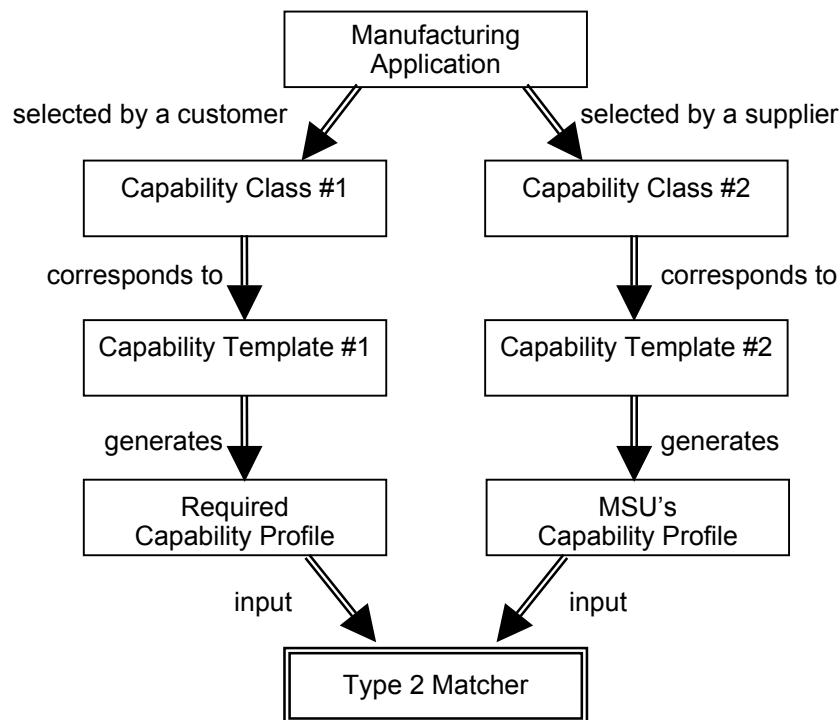 Manufacturing
Application
selected by a customer
selected by a supplier
Capability Class #1
Capability Class #2
corresponds to
corresponds to
Capability Template #1
Capability Template #2
generates
generates
Required
Capability Profile
MSU’s
Capability Profile
input
input
Type 2 Matcher